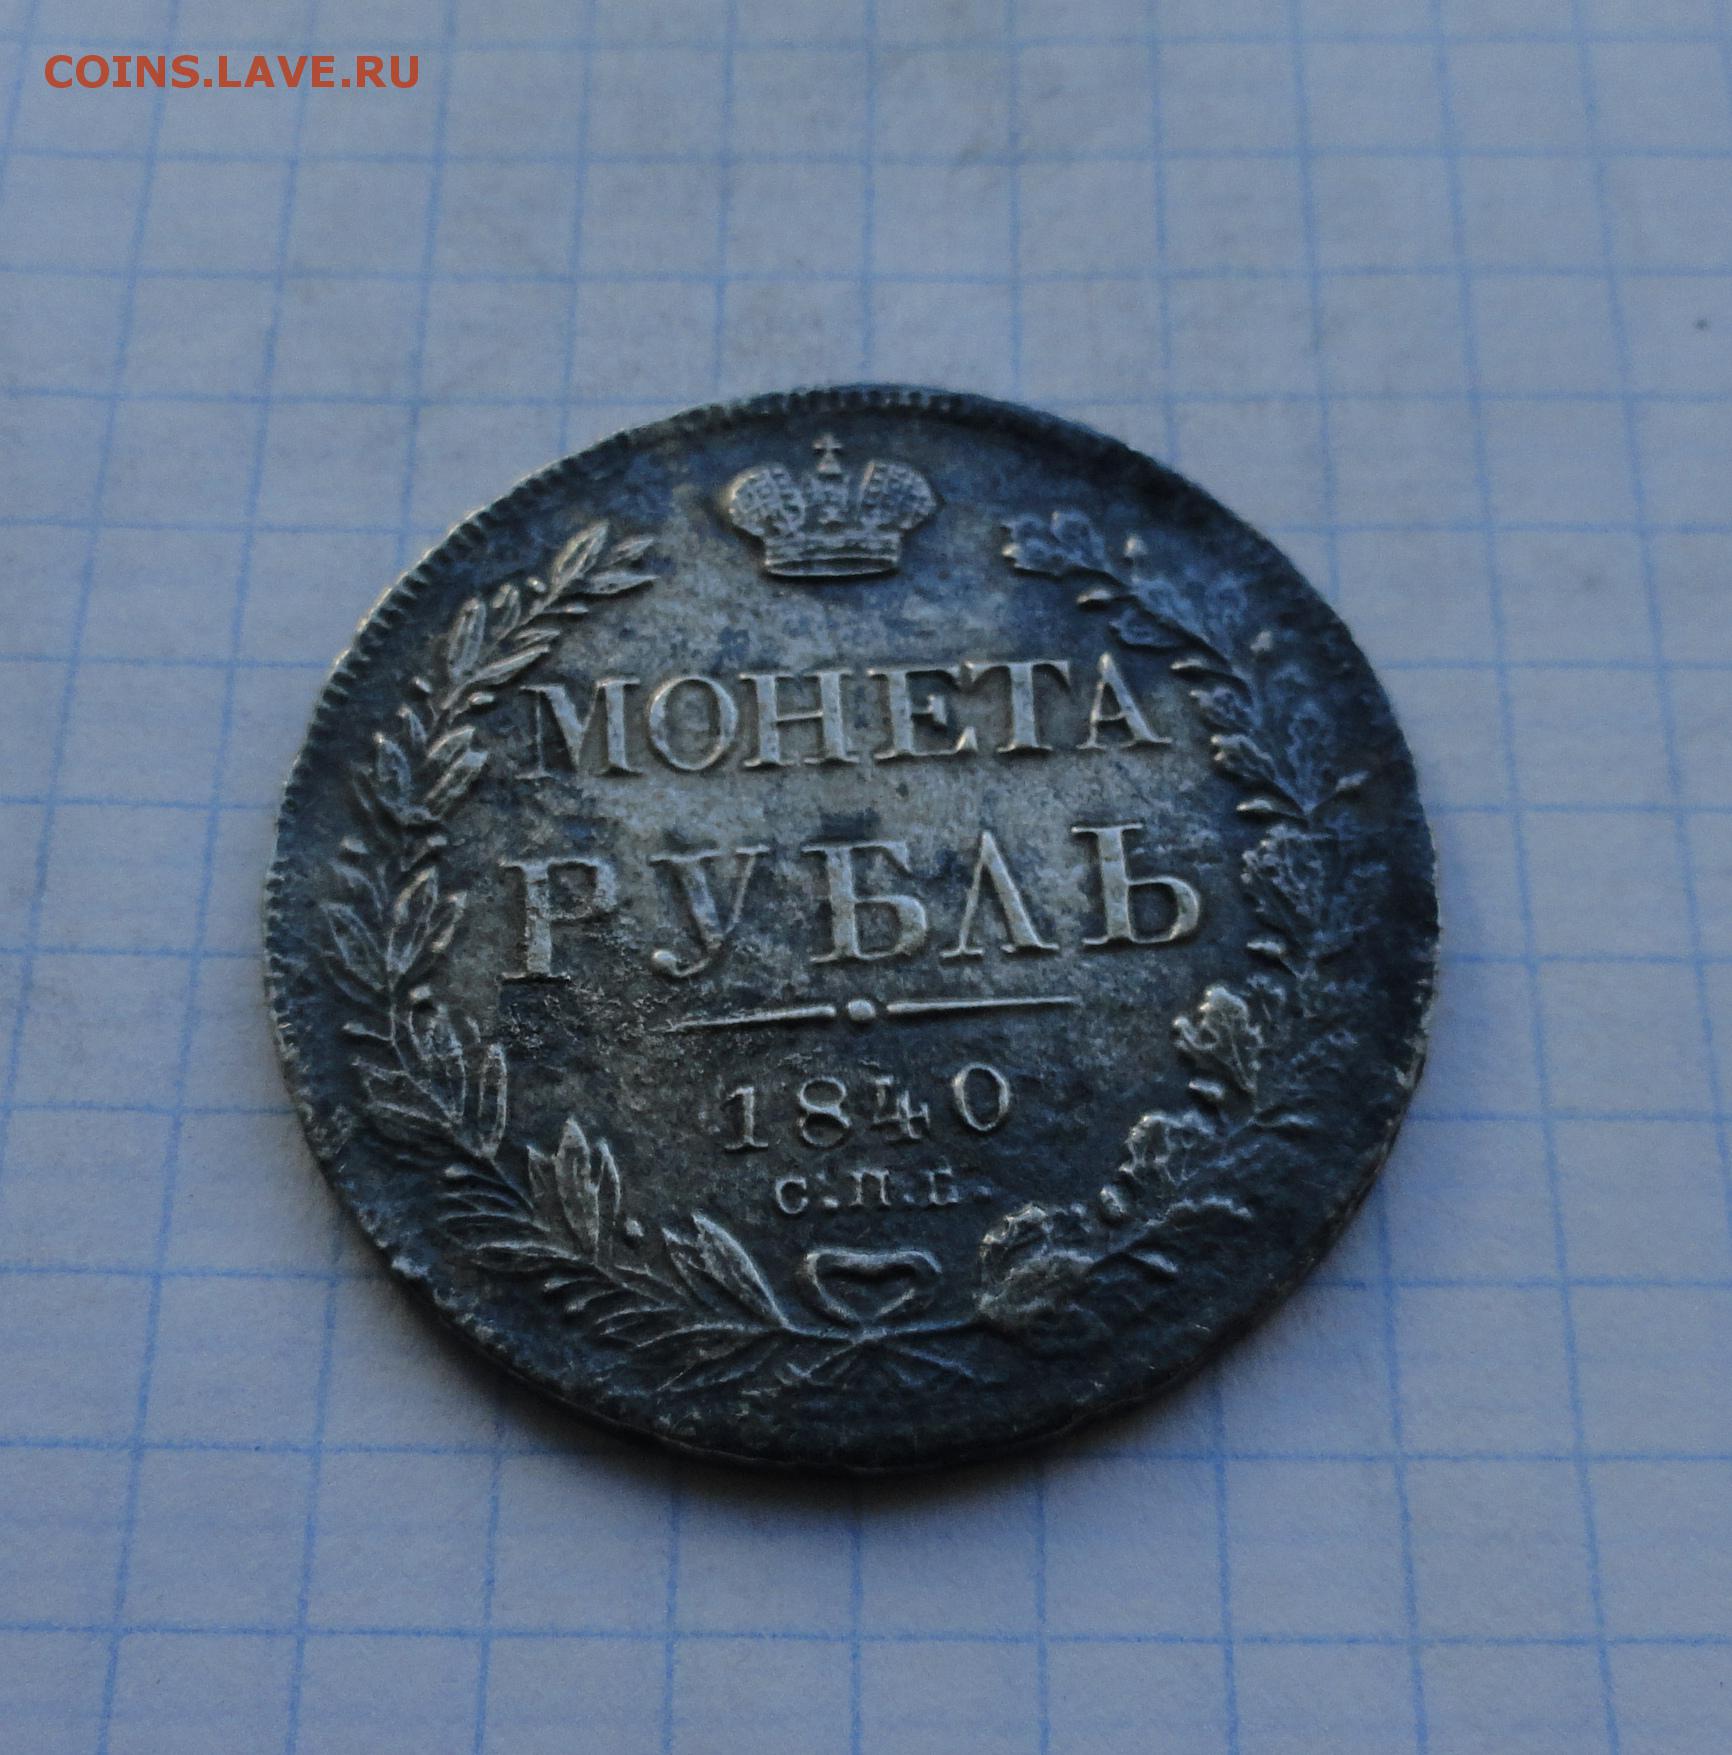 COINS.LAVE.RU
МОНЕТА
РУБЛЬ
1840
С.П.Б.